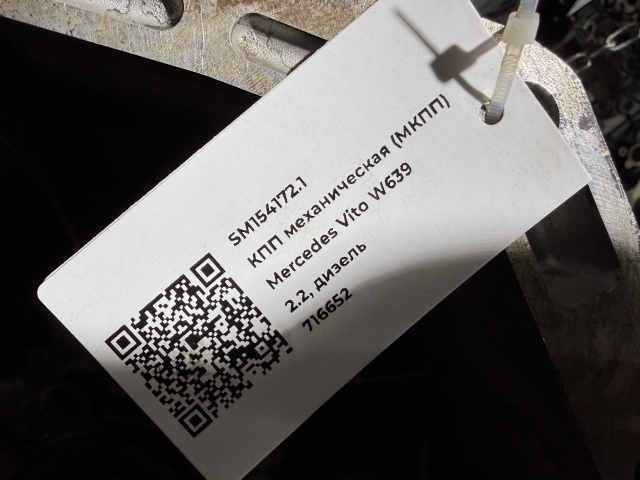 SM154172.1
КПП механическая (МКПП)
Mercedes Vito W639
2.2, дизель
716652